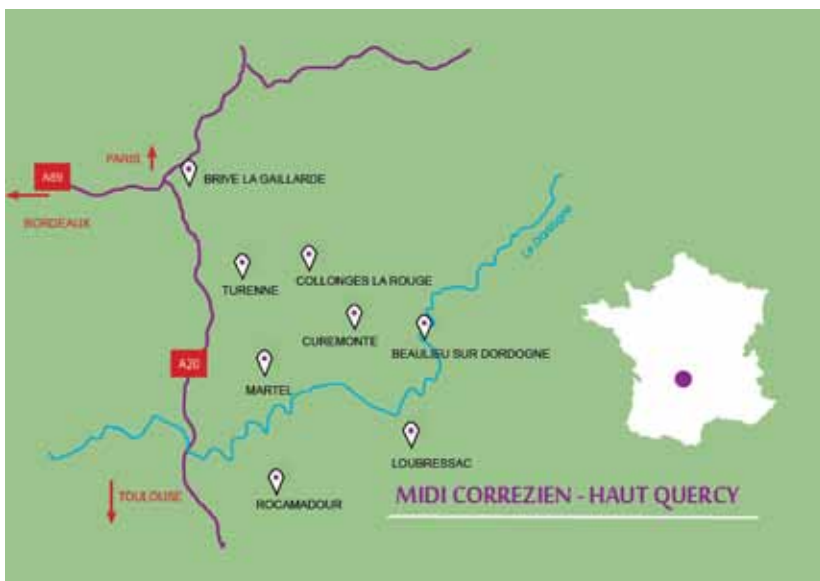 PARIS
A89
BRIVE LA GAILLARDE
BORDEAUX
Le Dordogne
COLLONGES LA ROUGE
TURENNE
CUREMONTE
BEAULIEU SUR DORDOGNE
A20
MARTEL
LOUBRESSAC
TOULOUSE
ROCAMADOUR
MIDI CORREZIEN - HAUT QUERCY